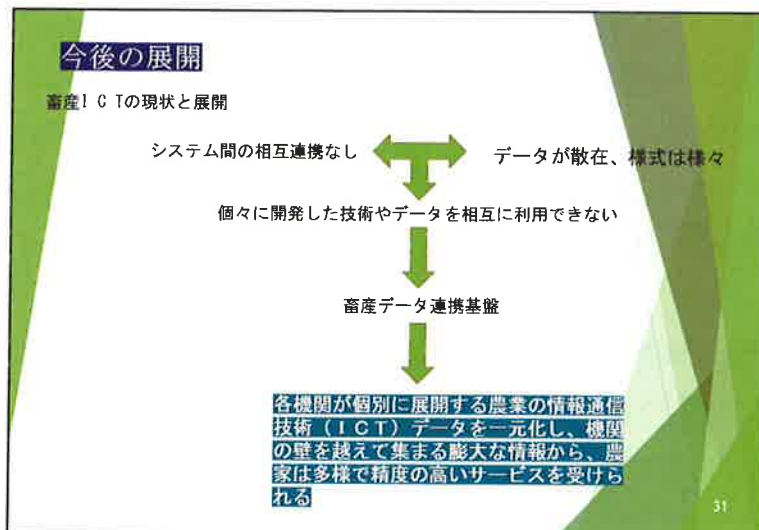 今後の展開
畜産ICTの現状と展開
システム間の相互連携なし
データが散在、様式は様々
個々に開発した技術やデータを相互に利用できない
畜産データ連携基盤
各機関が個別に展開する農業の情報通信
技術（ICT）データを一元化し、機関
の壁を越えて集まる膨大な情報から、農
家は多様で精度の高いサービスを受けら
れる
31